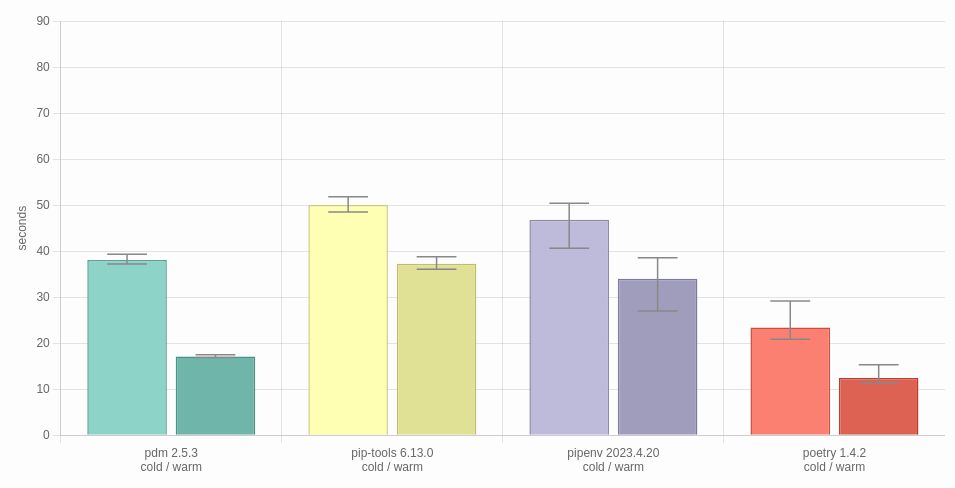 90
80
70
60
50
40
30
20
10
0
seconds
pdm 2.5.3
cold / warm
pip-tools 6.13.0
cold / warm
pipenv 2023.4.20
cold / warm
poetry 1.4.2
cold / warm